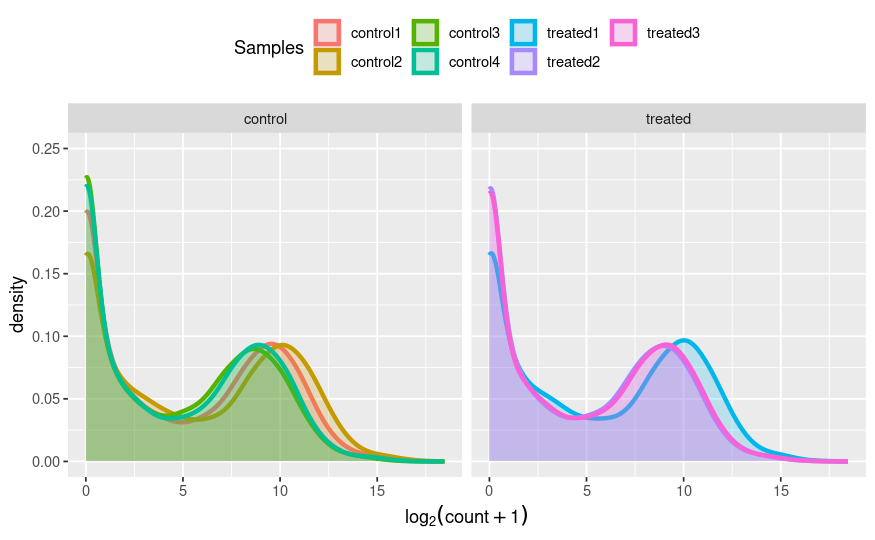 Samples
control1 control3 treated1 treated3
control2 control4 treated2
control treated
density
0.25
0.20
0.15
0.10
0.05
0.00
0 5 10 15 0 5 10 15
log₂(count + 1)